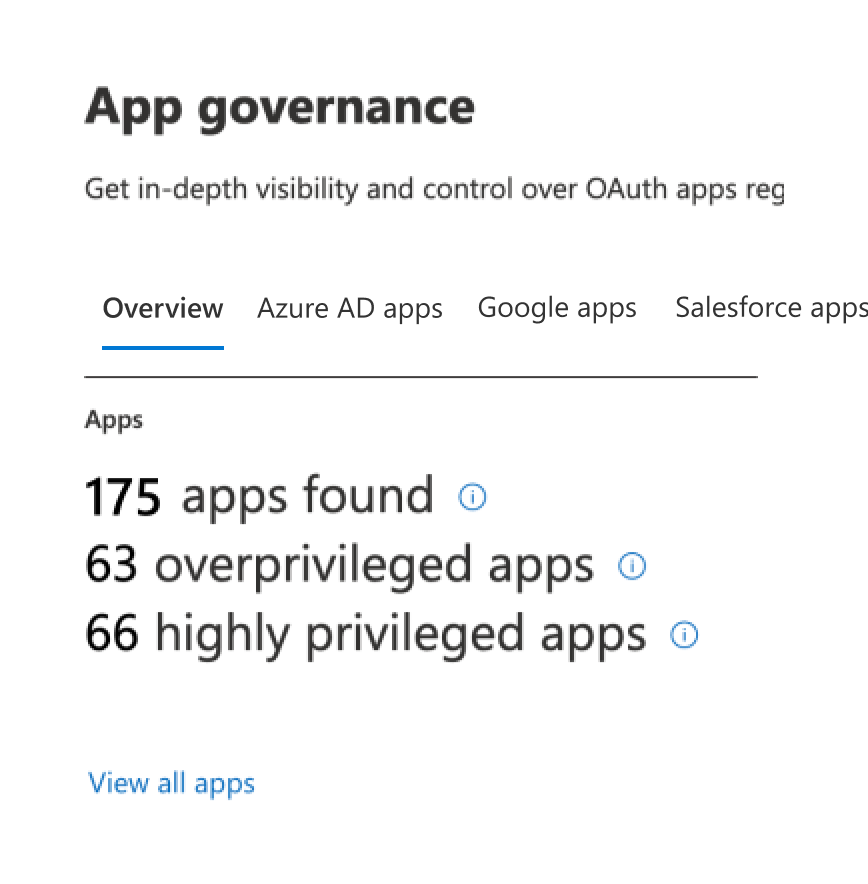 App governance
Get in-depth visibility and control over OAuth apps reg
Overview Azure AD apps Google apps Salesforce apps
Apps
175 apps found
63 overprivileged apps
66 highly privileged apps
View all apps